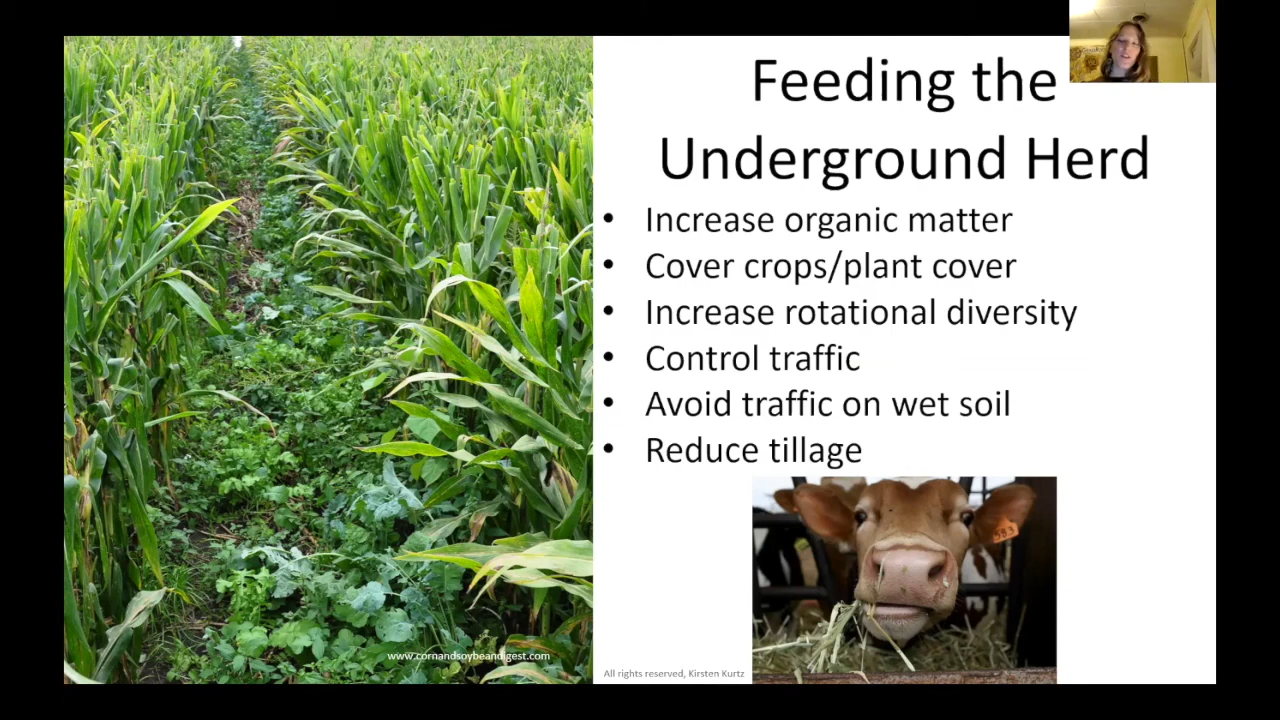 Feeding the
Underground Herd
• Increase organic matter
• Cover crops/plant cover
• Increase rotational diversity
• Control traffic
• Avoid traffic on wet soil
• Reduce tillage
583
www.cornandsoybeandigest.com
All rights reserved, Kirsten Kurtz